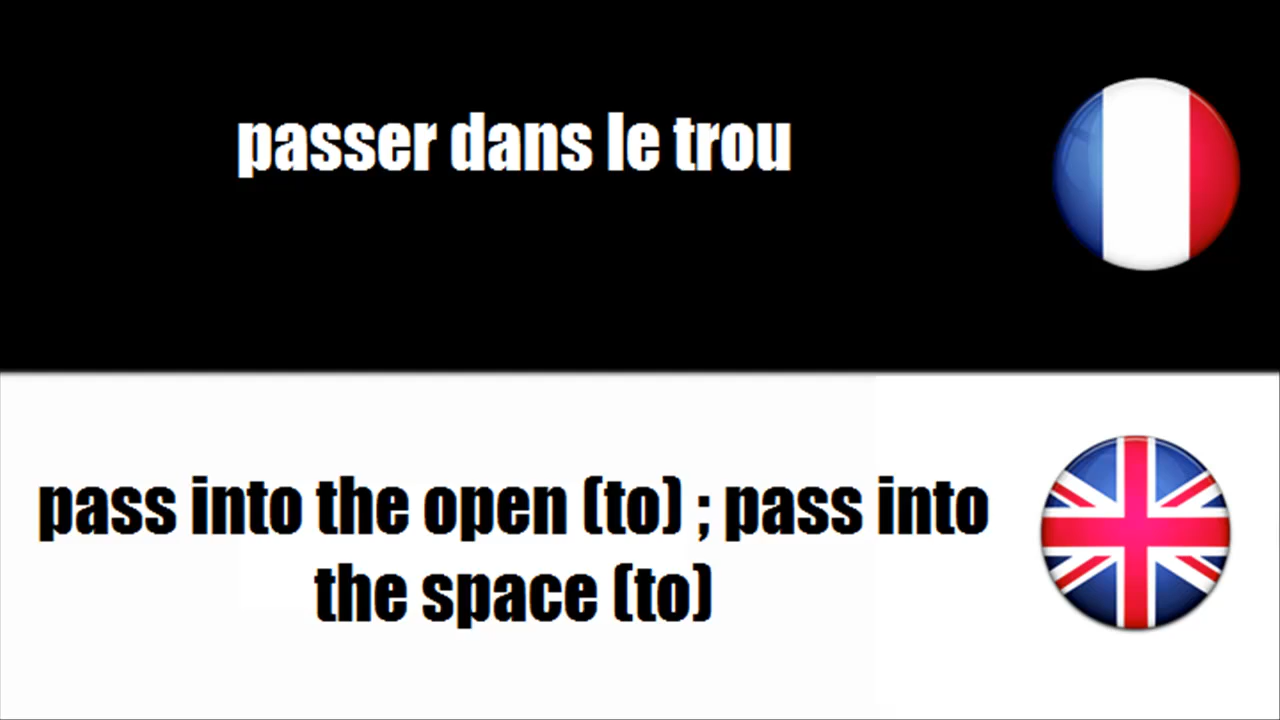 passer dans le trou
pass into the open (to) ; pass into
the space (to)